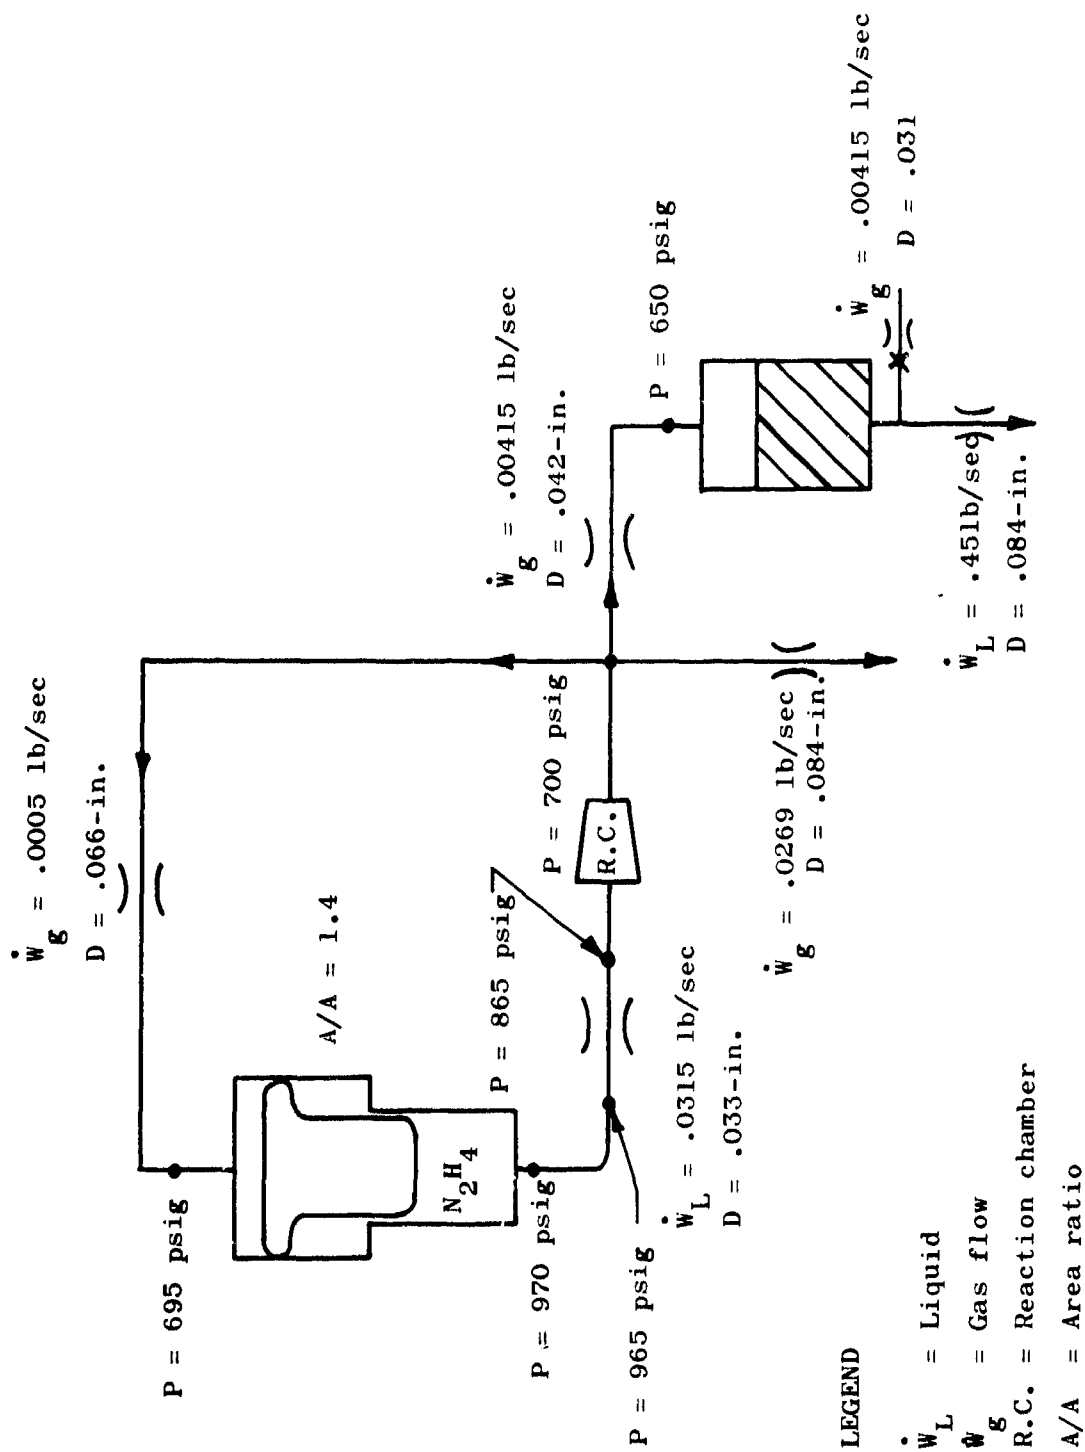 Ẇg = .0005 lb/sec
D = .066-in.
P = 695 psig
A/A = 1.4
N2H4
P = 970 psig
P = 965 psig
P = 865 psig
ẆL = .0315 lb/sec
D = .033-in.
P = 700 psig
R.C.
Ẇg = .00415 lb/sec
D = .042-in.
P = 650 psig
Ẇg = .0269 lb/sec
D = .084-in.
Ẇg = .00415 lb/sec
D = .031
ẆL = .45lb/sec
D = .084-in.
LEGEND
ẆL = Liquid
Ẇg = Gas flow
R.C. = Reaction chamber
A/A = Area ratio